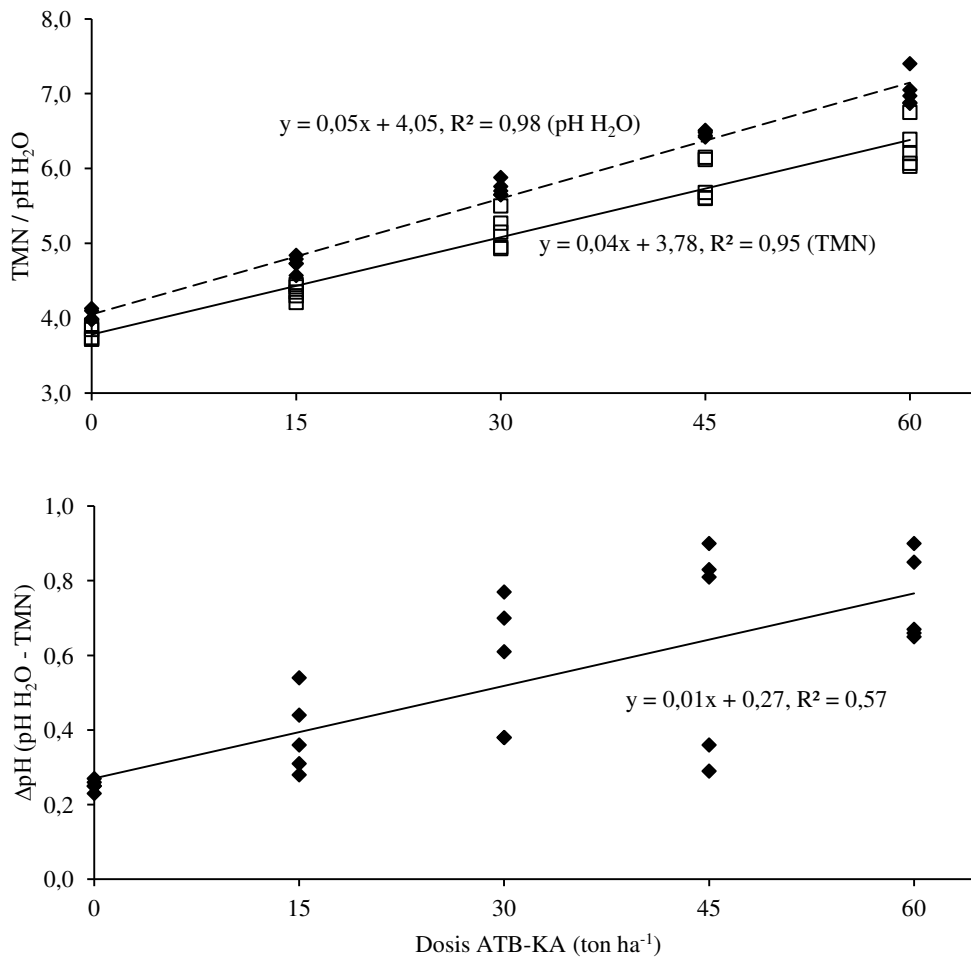 8,0
7,0
6,0
5,0
4,0
3,0
TMN / pH H₂O
y = 0,05x + 4,05, R² = 0,98 (pH H₂O)
y = 0,04x + 3,78, R² = 0,95 (TMN)
0 15 30 45 60
1,0
0,8
0,6
0,4
0,2
0,0
ΔpH (pH H₂O - TMN)
y = 0,01x + 0,27, R² = 0,57
0 15 30 45 60
Dosis ATB-KA (ton ha⁻¹)